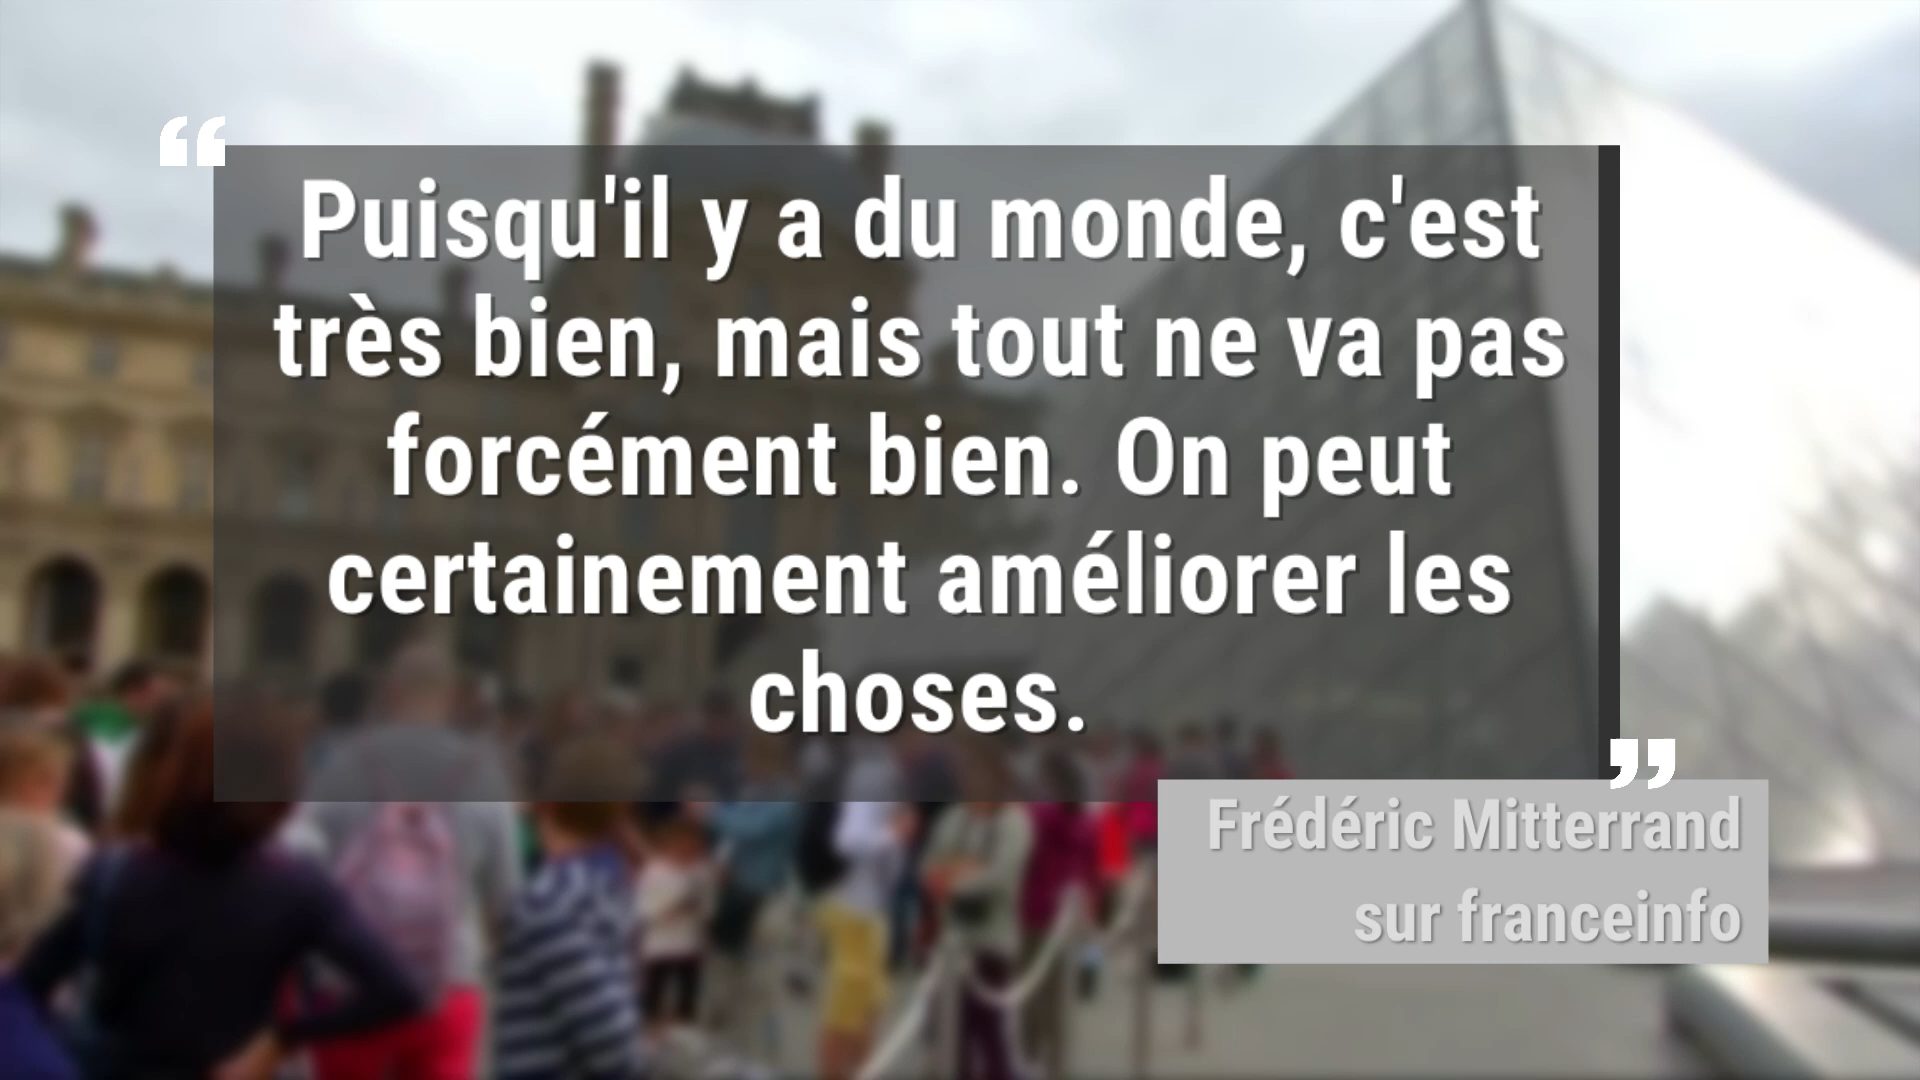 “
Puisqu'il y a du monde, c'est
très bien, mais tout ne va pas
forcément bien. On peut
certainement améliorer les
choses.
”
Frédéric Mitterrand
sur franceinfo